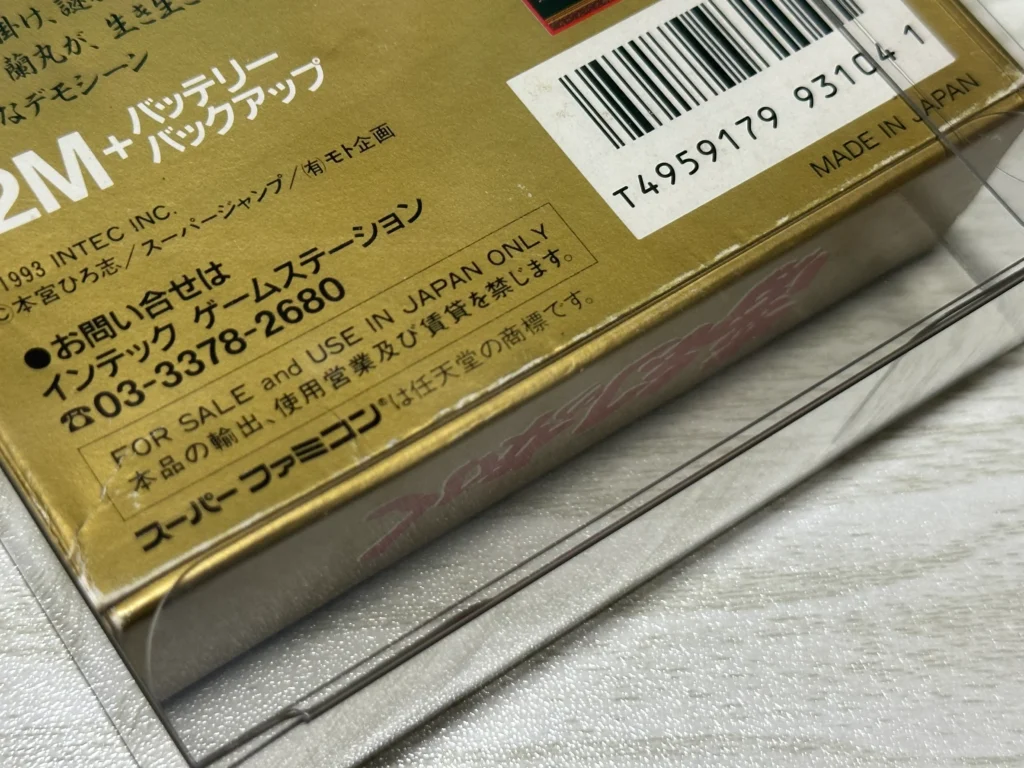 掛け、謎
蘭丸が、生き生き
なデモシーン
2M+バッテリー
バックアップ
1993 INTEC INC.
©本宮ひろ志/スーパージャンプ/㈲モト企画
●お問い合せは
インテック ゲームステーション
☎03-3378-2680
FOR SALE and USE IN JAPAN ONLY
本品の輸出、使用営業及び賃貸を禁じます。
スーパーファミコン®は任天堂の商標です。
T4959179 931041
MADE IN JAPAN